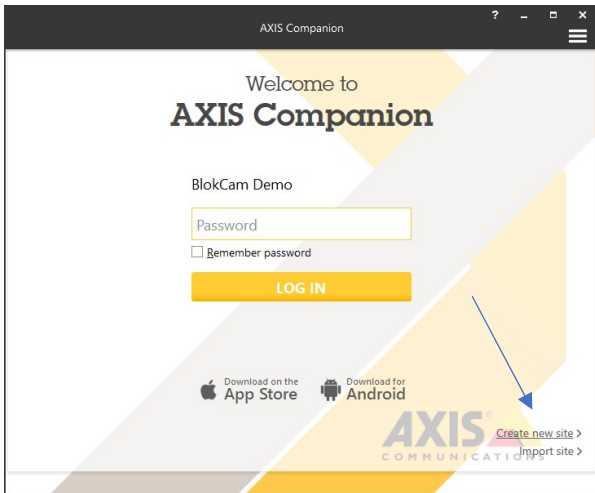 AXIS Companion
?
Welcome to
AXIS Companion
BlokCam Demo
Password
Remember password
LOG IN
Download on the
App Store
Download for
Android
AXIS
COMMUNICATIONS
Create new site >
Import site >